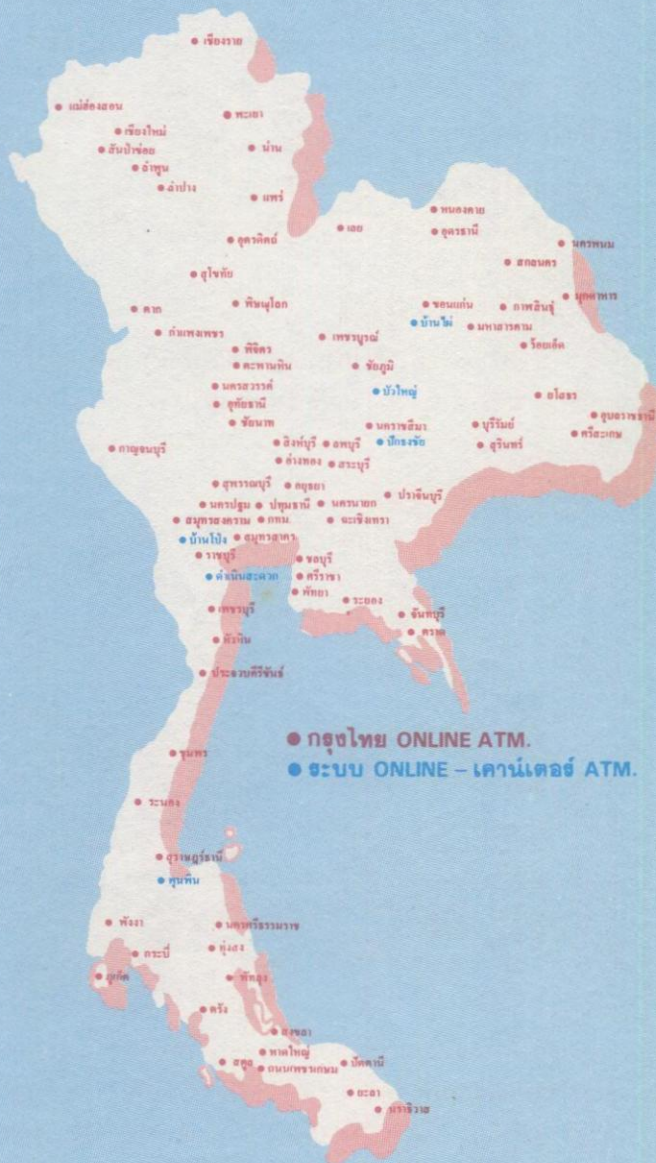 เชียงราย
แม่ฮ่องสอน
พะเยา
เชียงใหม่
สันป่าข่อย
น่าน
ลำพูน
ลำปาง
แพร่
หนองคาย
เลย
อุดรธานี
อุตรดิตถ์
นครพนม
สกลนคร
สุโขทัย
มุกดาหาร
พิษณุโลก
ขอนแก่น
กาฬสินธุ์
ตาก
บ้านไผ่
มหาสารคาม
กำแพงเพชร
เพชรบูรณ์
ร้อยเอ็ด
พิจิตร
ตะพานหิน
ชัยภูมิ
นครสวรรค์
บัวใหญ่
ยโสธร
อุทัยธานี
อุบลราชธานี
ชัยนาท
นครราชสีมา
บุรีรัมย์
ศรีสะเกษ
กาญจนบุรี
สิงห์บุรี
ลพบุรี
ปักธงชัย
สุรินทร์
อ่างทอง
สระบุรี
สุพรรณบุรี
อยุธยา
ปราจีนบุรี
นครปฐม
ปทุมธานี
นครนายก
สมุทรสงคราม
กทม.
ฉะเชิงเทรา
บ้านโป่ง
สมุทรสาคร
ราชบุรี
ชลบุรี
ดำเนินสะดวก
ศรีราชา
พัทยา
ระยอง
เพชรบุรี
จันทบุรี
ตราด
หัวหิน
ประจวบคีรีขันธ์
กรุงไทย ONLINE ATM.
ชุมพร
ระบบ ONLINE – เคาน์เตอร์ ATM.
ระนอง
สุราษฎร์ธานี
พุนพิน
พังงา
นครศรีธรรมราช
ทุ่งสง
กระบี่
ภูเก็ต
พัทลุง
ตรัง
สงขลา
หาดใหญ่
สตูล
ถนนเพชรเกษม
ปัตตานี
ยะลา
นราธิวาส